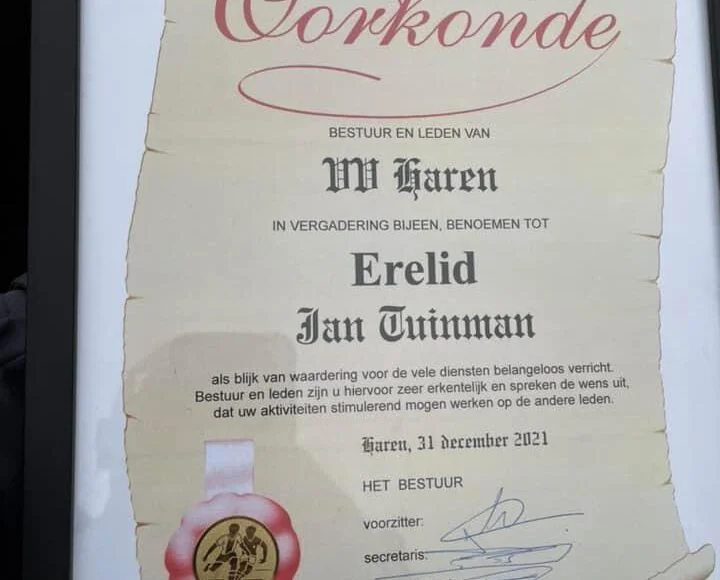 Oorkonde
BESTUUR EN LEDEN VAN
VV Haren
IN VERGADERING BIJEEN, BENOEMEN TOT
Erelid
Jan Tuinman
als blijk van waardering voor de vele diensten belangeloos verricht.
Bestuur en leden zijn u hiervoor zeer erkentelijk en spreken de wens uit,
dat uw aktiviteiten stimulerend mogen werken op de andere leden.
Haren, 31 december 2021
HET BESTUUR
voorzitter:
secretaris: